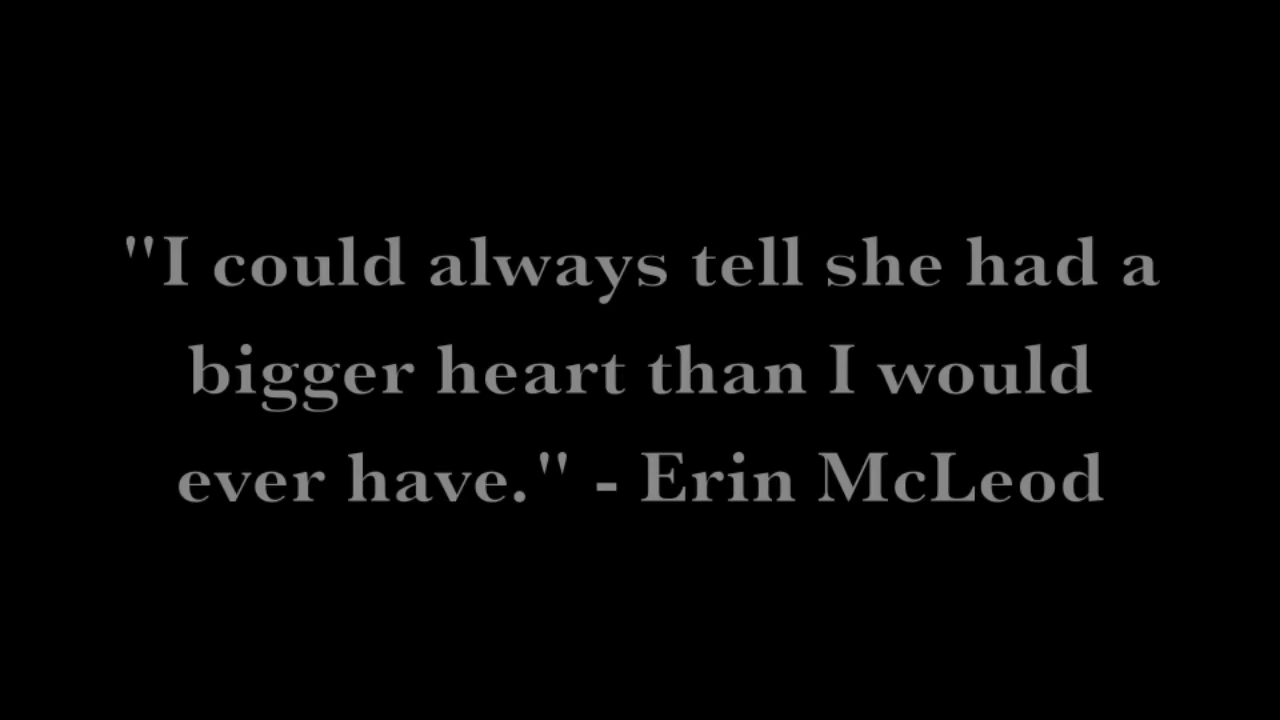 "I could always tell she had a
bigger heart than I would
ever have." - Erin McLeod